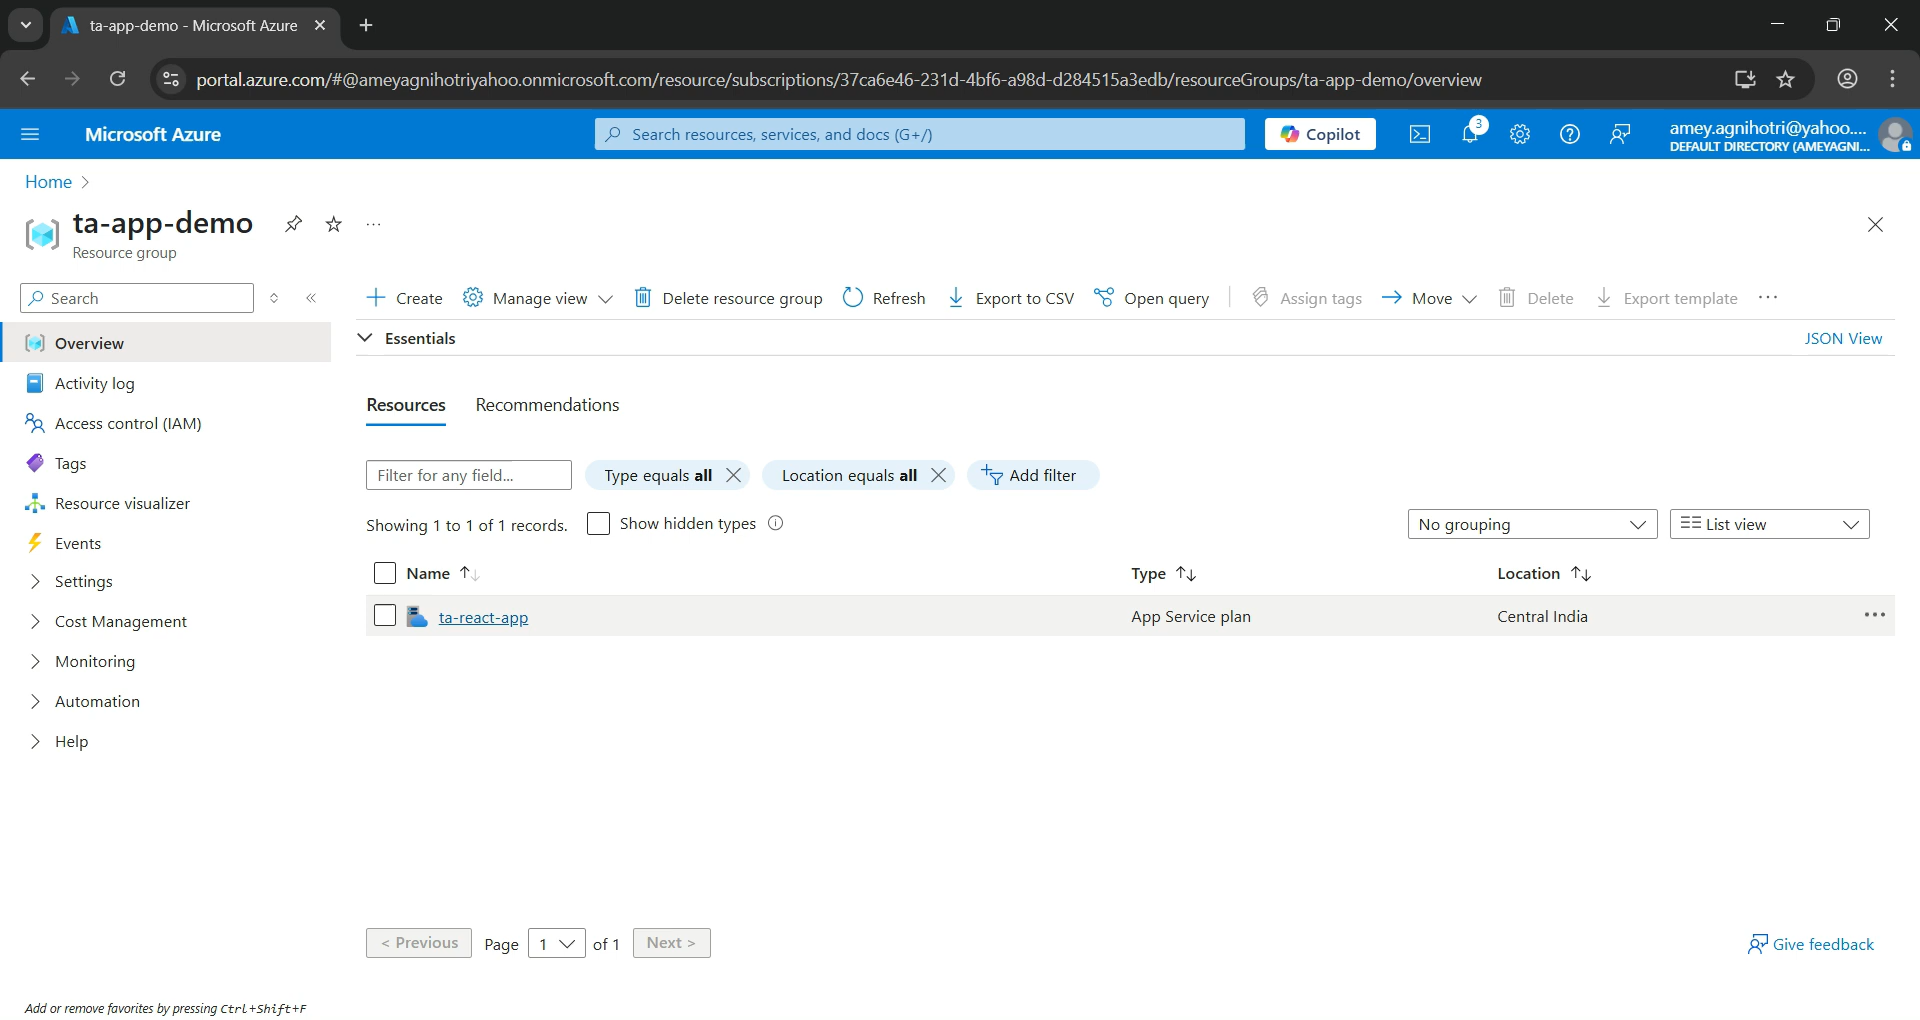 ta-app-demo - Microsoft Azure
portal.azure.com/#@ameyagnihotriyahoo.onmicrosoft.com/resource/subscriptions/37ca6e46-231d-4bf6-a98d-d284515a3edb/resourceGroups/ta-app-demo/overview
Microsoft Azure
Search resources, services, and docs (G+/)
Copilot
3
amey.agnihotri@yahoo....
DEFAULT DIRECTORY (AMEYAGNI...
Home
ta-app-demo
Resource group
Search
Create
Manage view
Delete resource group
Refresh
Export to CSV
Open query
Assign tags
Move
Delete
Export template
Overview
Activity log
Access control (IAM)
Tags
Resource visualizer
Events
Settings
Cost Management
Monitoring
Automation
Help
Essentials
JSON View
Resources
Recommendations
Filter for any field...
Type equals all
Location equals all
Add filter
Showing 1 to 1 of 1 records.
Show hidden types
No grouping
List view
Name
Type
Location
ta-react-app
App Service plan
Central India
< Previous
Page
1
of 1
Next >
Give feedback
Add or remove favorites by pressing Ctrl+Shift+F